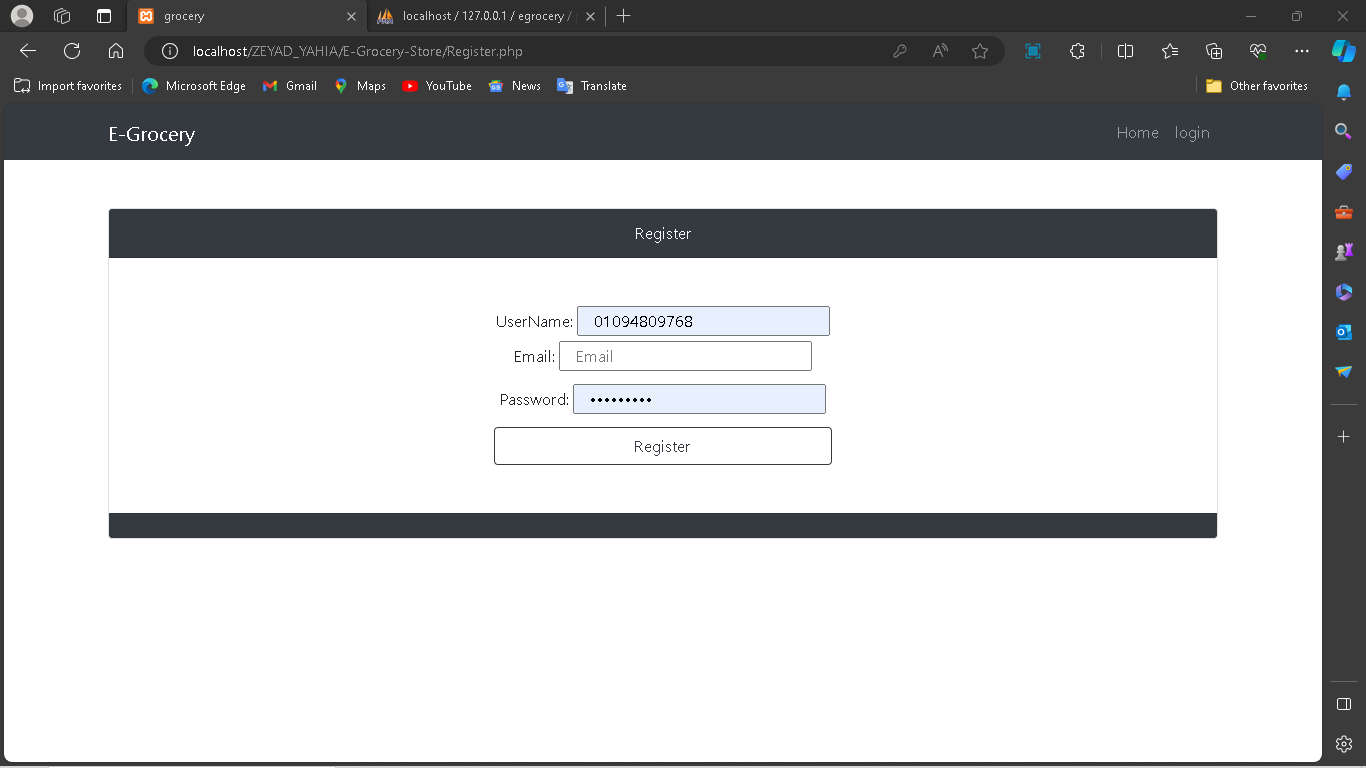 grocery
localhost / 127.0.0.1 / egrocery /
localhost/ZEYAD_YAHIA/E-Grocery-Store/Register.php
Import favorites Microsoft Edge Gmail Maps YouTube News Translate Other favorites
E-Grocery Home login
Register
UserName: 01094809768
Email: Email
Password: •••••••••
Register